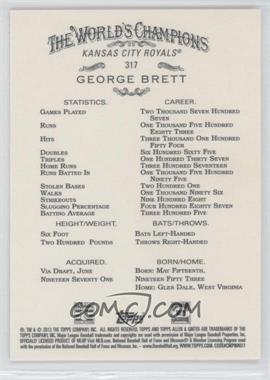 The World's Champions
KANSAS CITY ROYALS®
317
GEORGE BRETT
STATISTICS. CAREER.
Games Played Two Thousand Seven Hundred
Seven
Runs One Thousand Five Hundred
Eighty Three
Hits Three Thousand One Hundred
Fifty Four
Doubles Six Hundred Sixty Five
Triples One Hundred Thirty Seven
Home Runs Three Hundred Seventeen
Runs Batted In One Thousand Five Hundred
Ninety Five
Stolen Bases Two Hundred One
Walks One Thousand Ninety Six
Strikeouts Nine Hundred Eight
Slugging Percentage Four Hundred Eighty Seven
Batting Average Three Hundred Five
HEIGHT/WEIGHT. BATS/THROWS.
Six Foot Bats Left-Handed
Two Hundred Pounds Throws Right-Handed
ACQUIRED. BORN/HOME.
Via Draft, June Born: May Fifteenth,
Nineteen Seventy One Nineteen Fifty Three
Home: Glen Dale, West Virginia
COMC
Topps